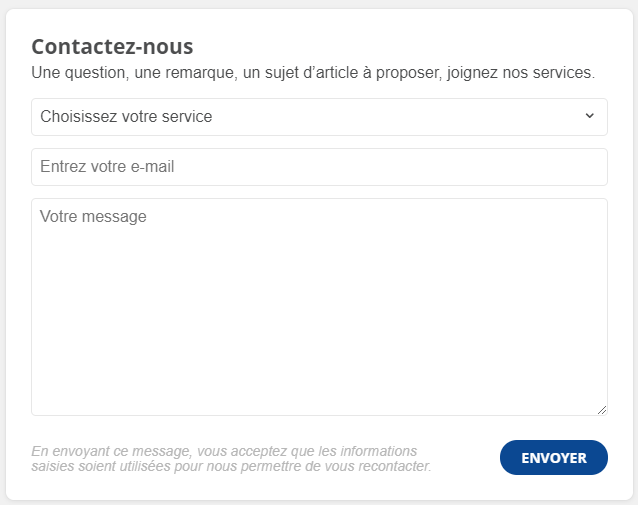 Contactez-nous
Une question, une remarque, un sujet d’article à proposer, joignez nos services.
Choisissez votre service
Entrez votre e-mail
Votre message
En envoyant ce message, vous acceptez que les informations
saisies soient utilisées pour nous permettre de vous recontacter.
ENVOYER